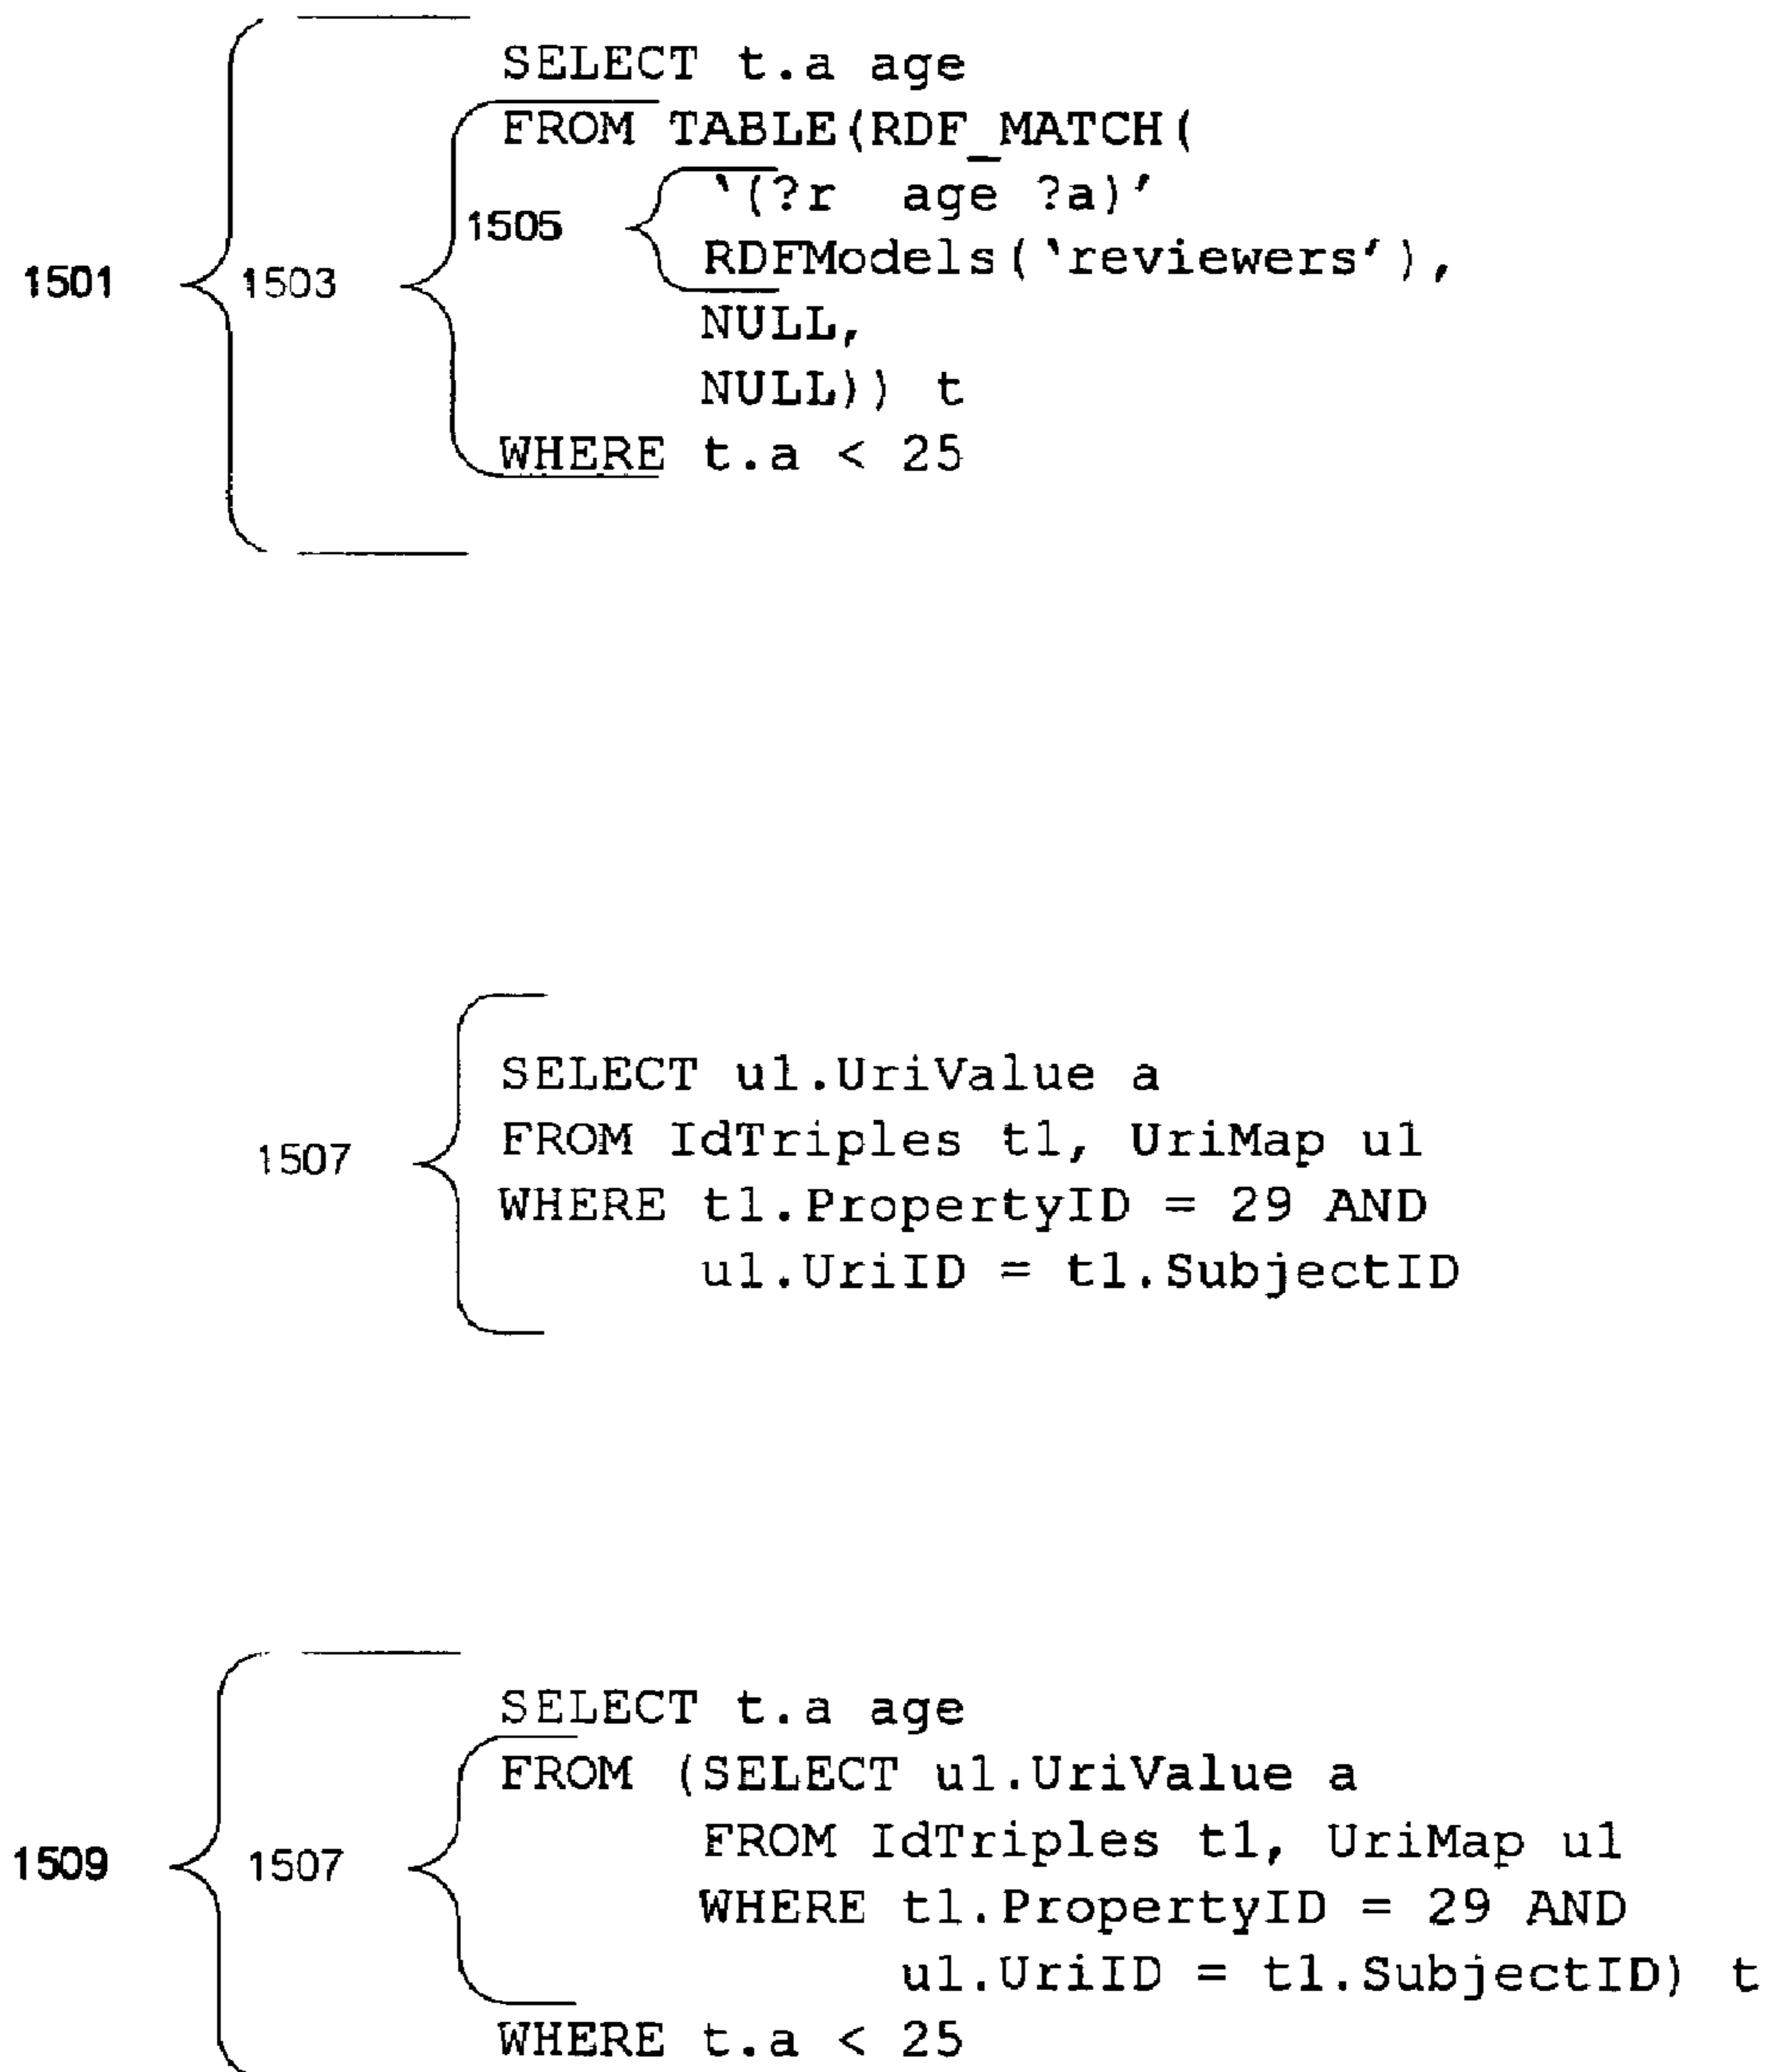 SELECT t.a age
FROM TABLE(RDF_MATCH(
1505 ‵(?r age ?a)′
RDFModels(‵reviewers′),
1501 1503
NULL,
NULL)) t
WHERE t.a < 25
SELECT u1.UriValue a
FROM IdTriples t1, UriMap u1
1507
WHERE t1.PropertyID = 29 AND
u1.UriID = t1.SubjectID
SELECT t.a age
FROM (SELECT u1.UriValue a
FROM IdTriples t1, UriMap u1
1509 1507
WHERE t1.PropertyID = 29 AND
u1.UriID = t1.SubjectID) t
WHERE t.a < 25